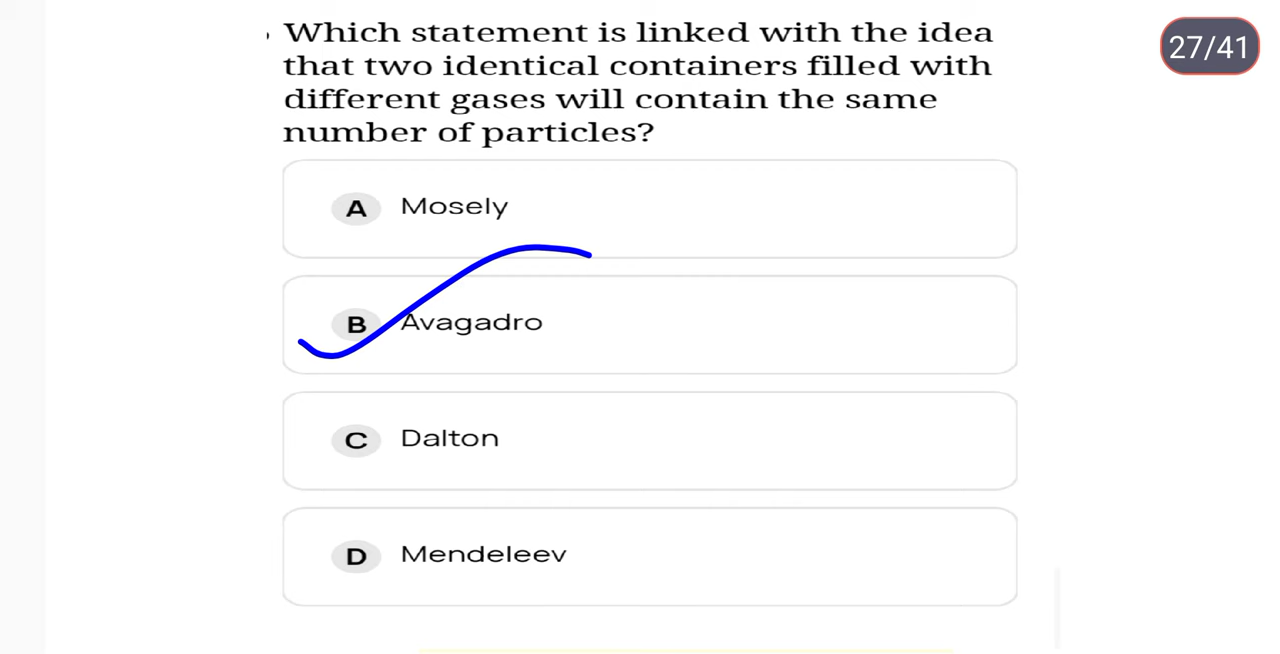 Which statement is linked with the idea
that two identical containers filled with
different gases will contain the same
number of particles?
27/41
A Mosely
B Avagadro
C Dalton
D Mendeleev